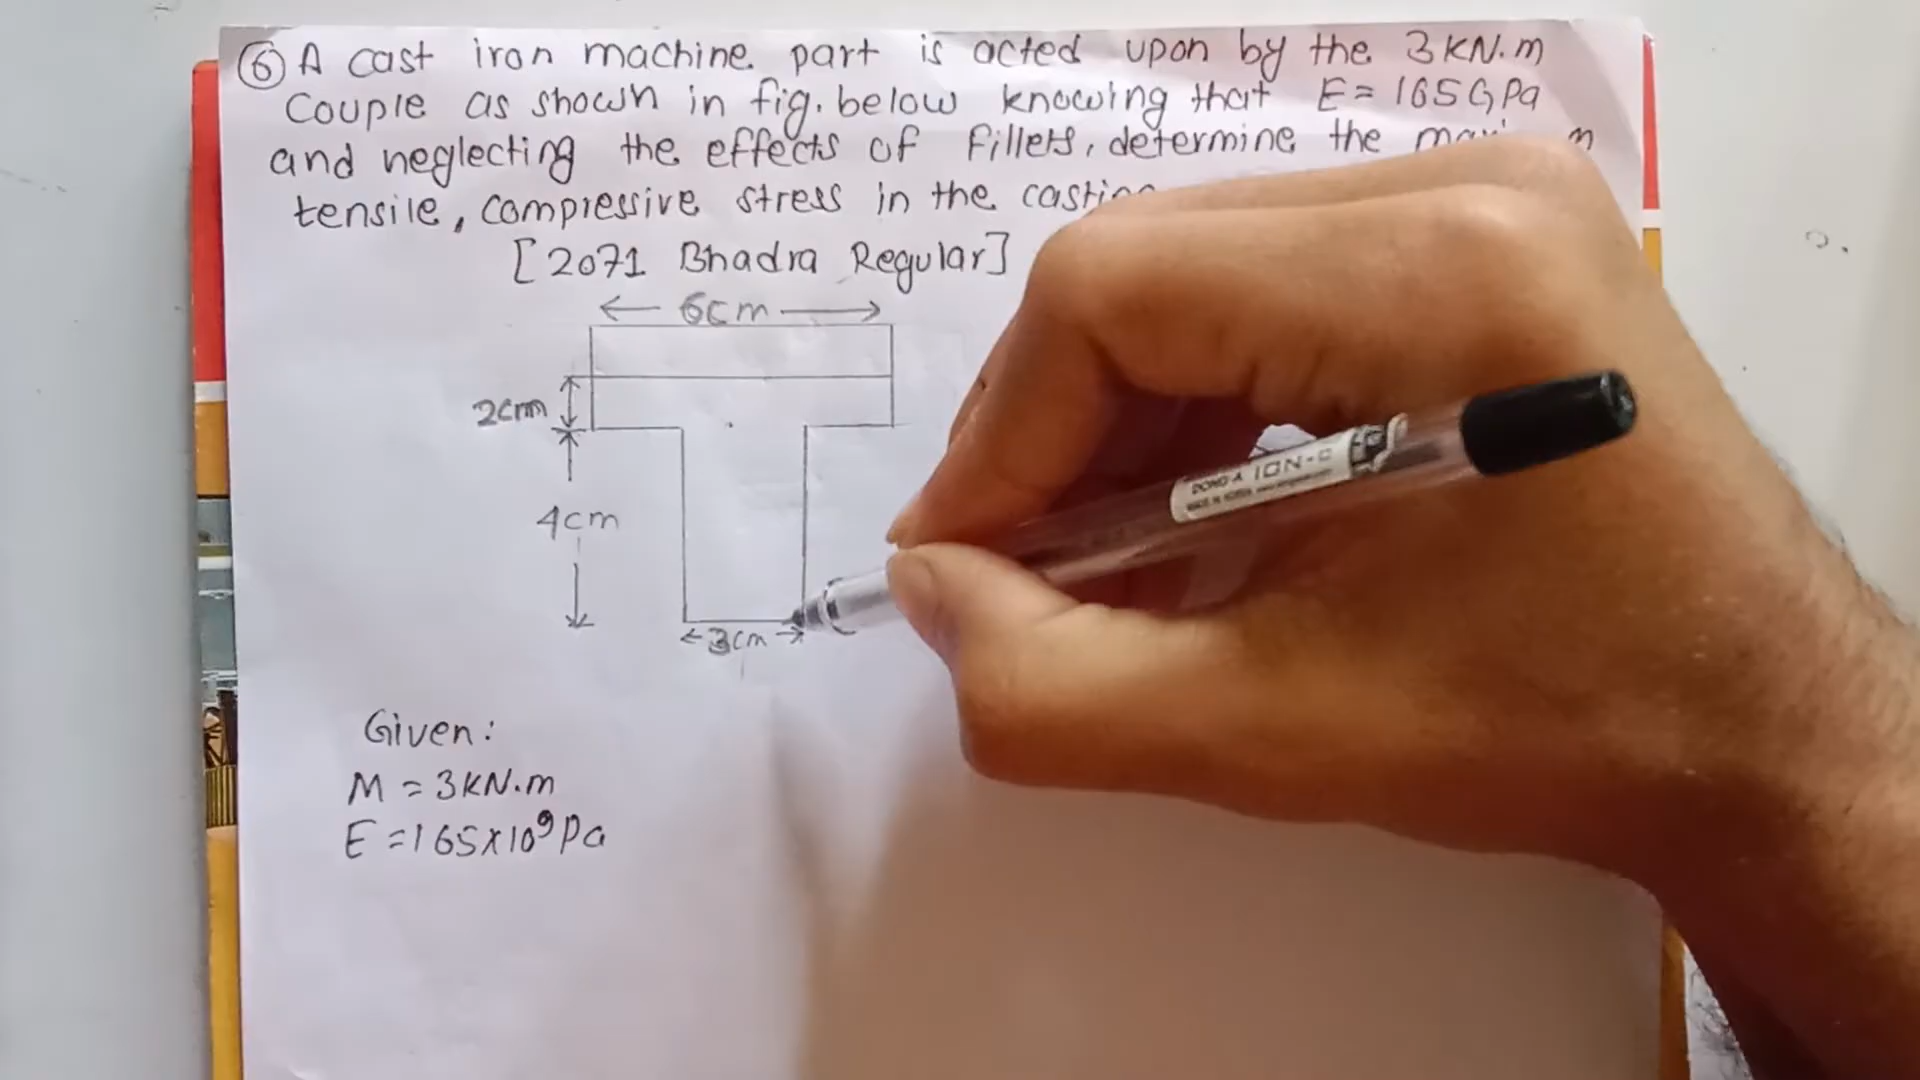 ⑥ A cast iron machine part is acted upon by the 3KN.m
Couple as shown in fig. below knowing that E = 165GPa
and neglecting the effects of fillets, determine the
tensile, compressive stress in the
[2071 Bhadra Regular]
6cm
2cm
4cm
3cm
DONG-A ION-C
Given:
M = 3KN.m
E = 165x10⁹ Pa